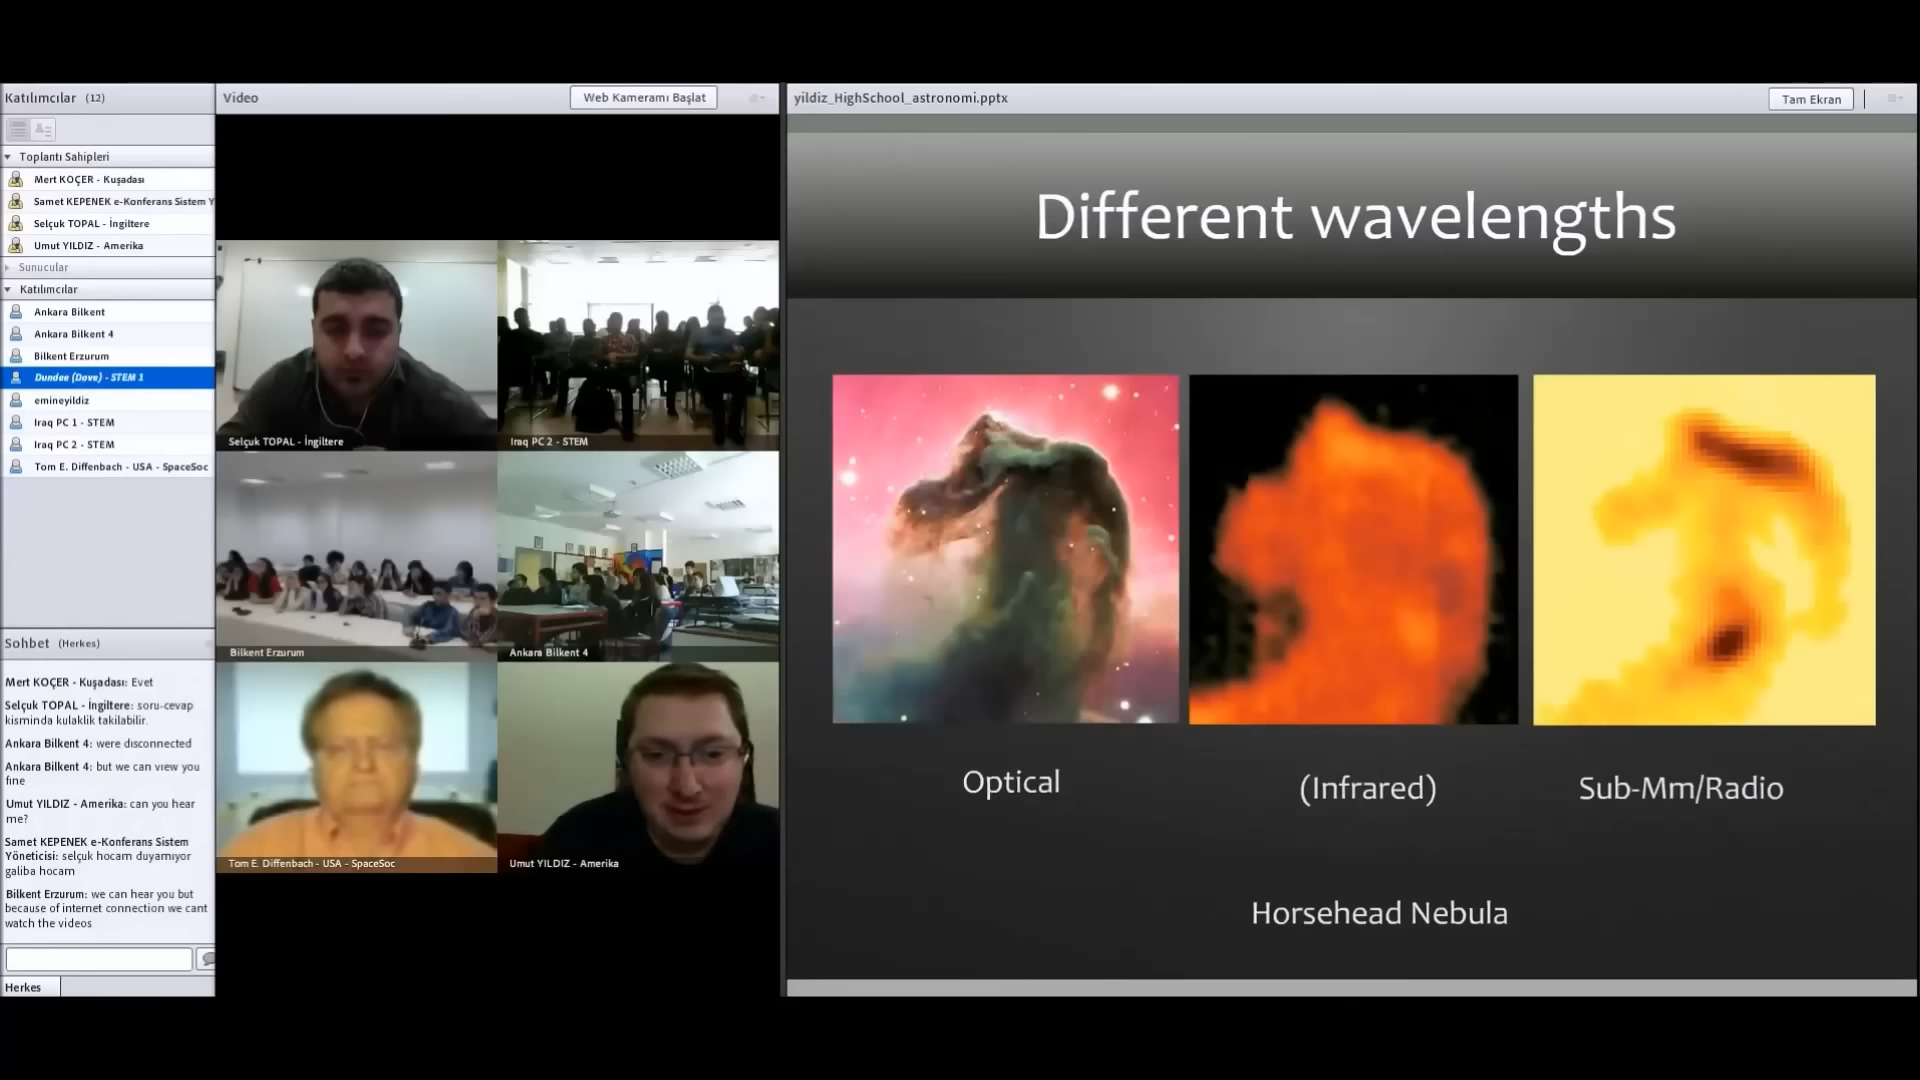 Katılımcılar (12)
Toplantı Sahipleri
Mert KOÇER - Kuşadası
Samet KEPENEK e-Konferans Sistem Y
Selçuk TOPAL - İngiltere
Umut YILDIZ - Amerika
Sunucular
Katılımcılar
Ankara Bilkent
Ankara Bilkent 4
Bilkent Erzurum
Dundee (Dave) - STEM 1
emineyildiz
Iraq PC 1 - STEM
Iraq PC 2 - STEM
Tom E. Diffenbach - USA - SpaceSoc
Sohbet (Herkes)
Mert KOÇER - Kuşadası: Evet
Selçuk TOPAL - İngiltere: soru-cevap
kisminda kulaklik takilabilir.
Ankara Bilkent 4: were dısconnected
Ankara Bilkent 4: but we can vıew you
fıne
Umut YILDIZ - Amerika: can you hear
me?
Samet KEPENEK e-Konferans Sistem
Yöneticisi: selçuk hocam duyamıyor
galiba hocam
Bilkent Erzurum: we can hear you but
because of internet connection we cant
watch the videos
Herkes
Video
Web Kameramı Başlat
Selçuk TOPAL - İngiltere
Iraq PC 2 - STEM
Bilkent Erzurum
Ankara Bilkent 4
Tom E. Diffenbach - USA - SpaceSoc
Umut YILDIZ - Amerika
yildiz_HighSchool_astronomi.pptx
Tam Ekran
Different wavelengths
Optical
(Infrared)
Sub-Mm/Radio
Horsehead Nebula